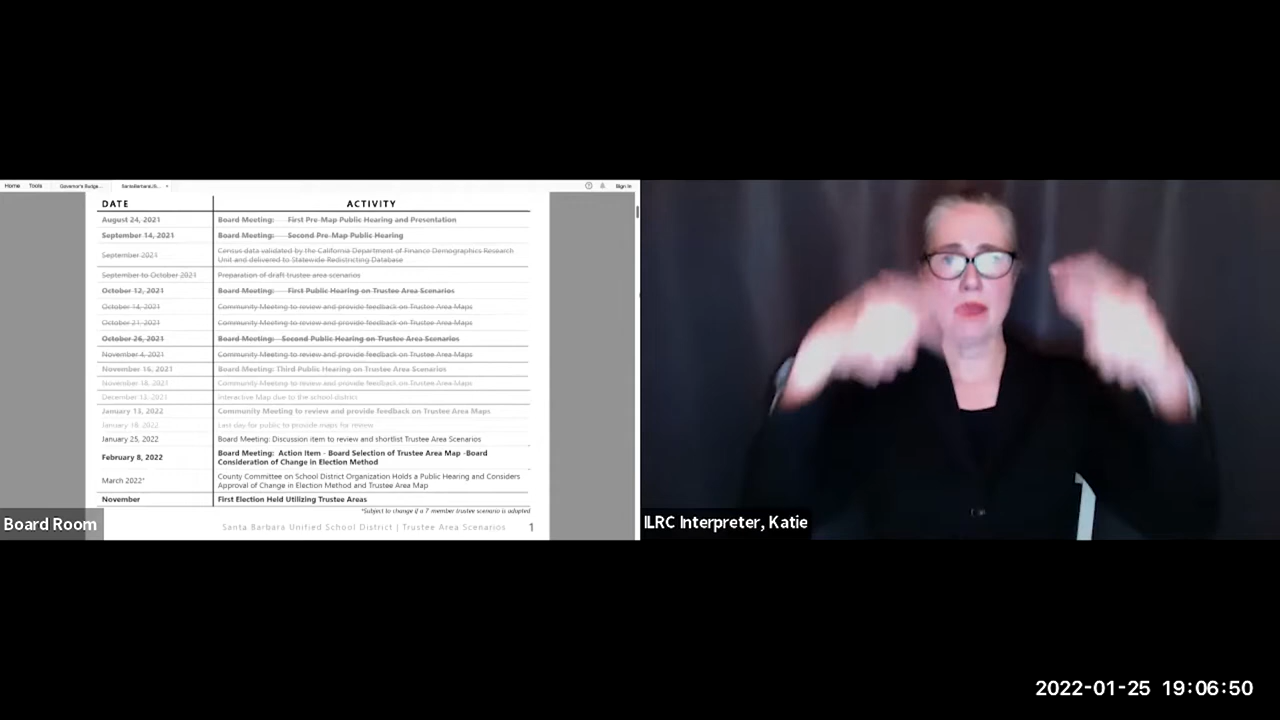 Home Tools Governor's Budge... SantaBarbaraUS... × Sign In
DATE ACTIVITY
August 24, 2021 Board Meeting: First Pre-Map Public Hearing and Presentation
September 14, 2021 Board Meeting: Second Pre-Map Public Hearing
September 2021 Census data validated by the California Department of Finance Demographics Research
Unit and delivered to Statewide Redistricting Database
September to October 2021 Preparation of draft trustee area scenarios
October 12, 2021 Board Meeting: First Public Hearing on Trustee Area Scenarios
October 14, 2021 Community Meeting to review and provide feedback on Trustee Area Maps
October 21, 2021 Community Meeting to review and provide feedback on Trustee Area Maps
October 26, 2021 Board Meeting: Second Public Hearing on Trustee Area Scenarios
November 4, 2021 Community Meeting to review and provide feedback on Trustee Area Maps
November 16, 2021 Board Meeting: Third Public Hearing on Trustee Area Scenarios
November 18, 2021 Community Meeting to review and provide feedback on Trustee Area Maps
December 13, 2021 Interactive Map due to the school district
January 13, 2022 Community Meeting to review and provide feedback on Trustee Area Maps
January 18, 2022 Last day for public to provide maps for review
January 25, 2022 Board Meeting: Discussion item to review and shortlist Trustee Area Scenarios
February 8, 2022 Board Meeting: Action Item - Board Selection of Trustee Area Map -Board
Consideration of Change in Election Method
March 2022* County Committee on School District Organization Holds a Public Hearing and Considers
Approval of Change in Election Method and Trustee Area Map
November First Election Held Utilizing Trustee Areas
*Subject to change if a 7 member trustee scenario is adopted
Santa Barbara Unified School District | Trustee Area Scenarios 1
Board Room
ILRC Interpreter, Katie
2022-01-25 19:06:50